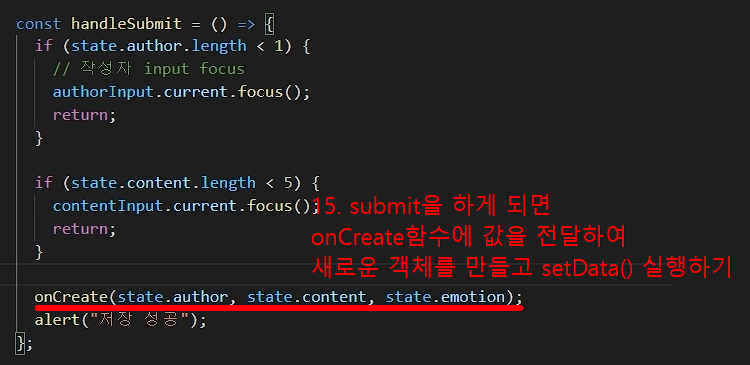 const handleSubmit = () => {
if (state.author.length < 1) {
// 작성자 input focus
authorInput.current.focus();
return;
}
if (state.content.length < 5) {
contentInput.current.focus();
return;
}
15. submit을 하게 되면
onCreate함수에 값을 전달하여
새로운 객체를 만들고 setData() 실행하기
onCreate(state.author, state.content, state.emotion);
alert("저장 성공");
};